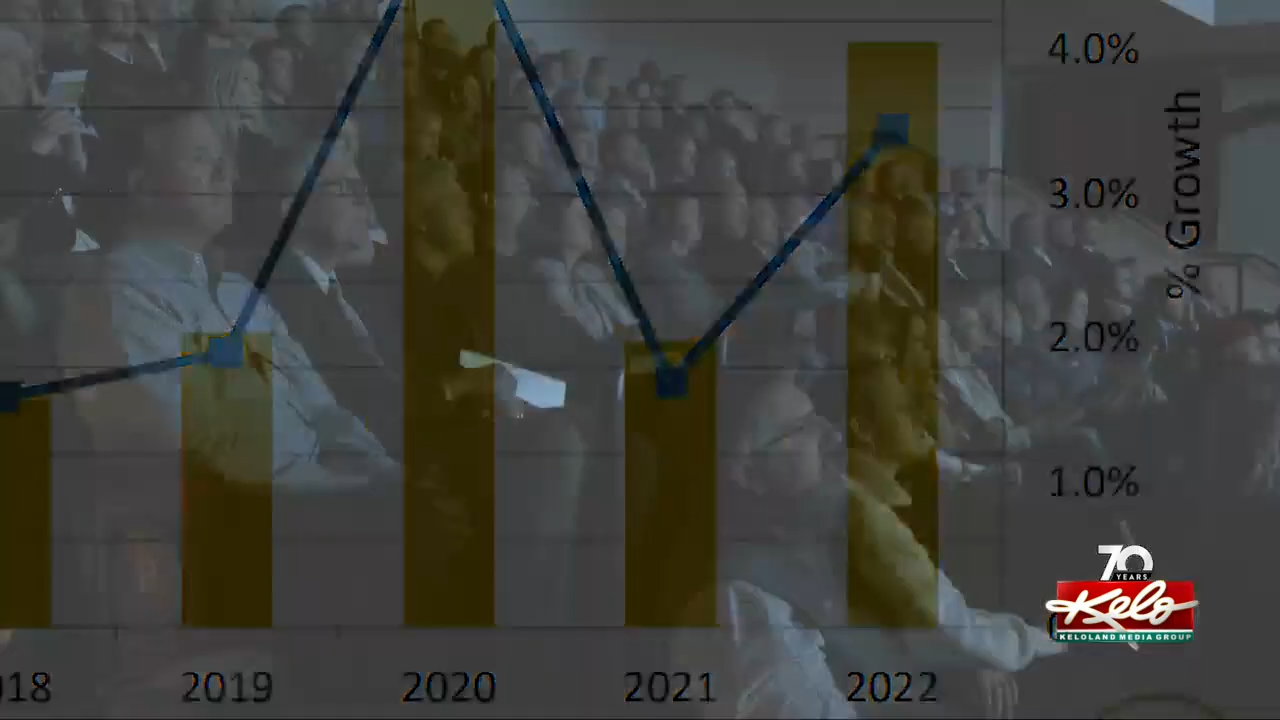 4.0%
3.0%
2.0%
1.0%
% Growth
18
2019
2020
2021
2022
70
YEARS
Kelo
KELOLAND MEDIA GROUP